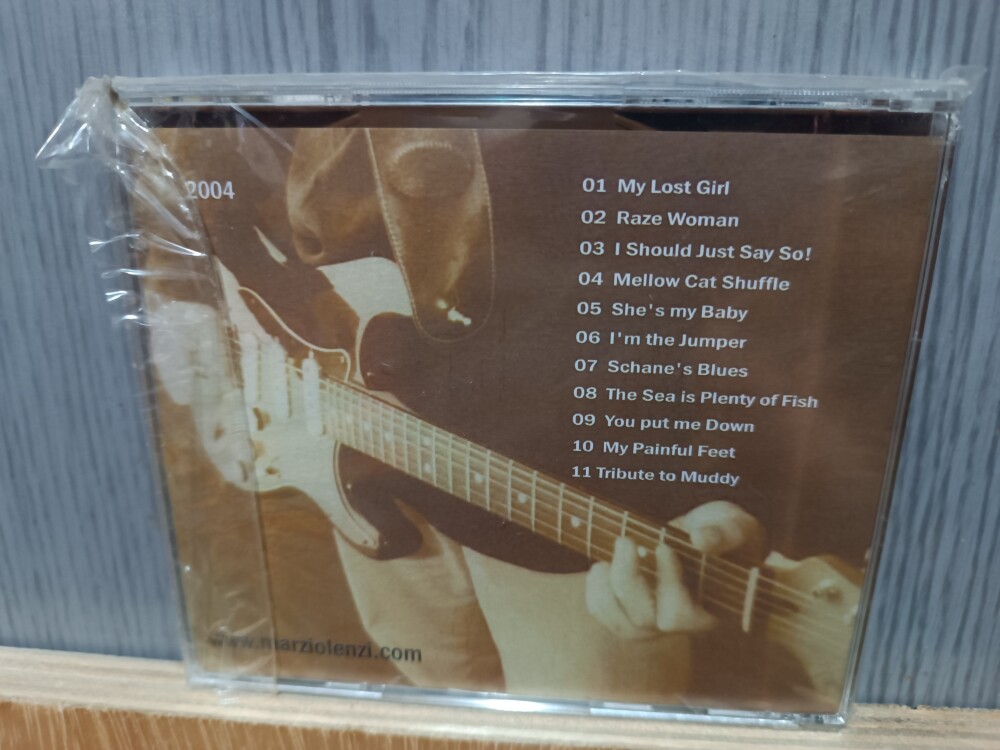 2004
01 My Lost Girl
02 Raze Woman
03 I Should Just Say So!
04 Mellow Cat Shuffle
05 She's my Baby
06 I'm the Jumper
07 Schane's Blues
08 The Sea is Plenty of Fish
09 You put me Down
10 My Painful Feet
11 Tribute to Muddy
www.marziolenzi.com